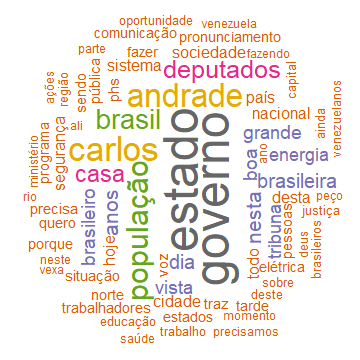 oportunidade
venezuela
comunicação pronunciamento
parte fazer sociedade fazendo
sistema
deputados
ações
região
sendo
pública
phs
andrade
país
capital
venezuelanos
brasil
nacional
ainda
ministério
programa
segurança
ali
carlos
estado
governo
grande
boa
ano
energia
casa
brasileira
rio
precisa
quero
brasileiro
anos
população
nesta
desta
peço
tribuna
pessoas
justiça
deus
brasileiros
porque
hoje
voz
dia
todo
elétrica
neste
vexa
situação
vista
sobre
norte
cidade
traz
tarde
deste
trabalhadores
estados
momento
educação
trabalho
precisamos
saúde